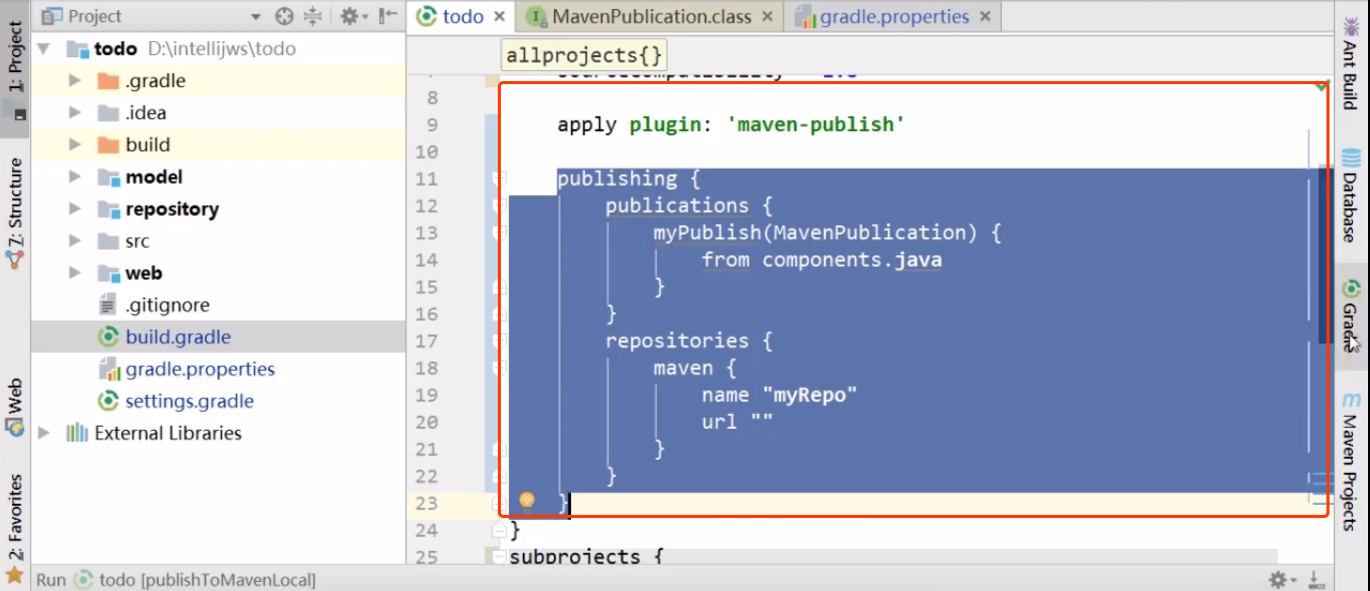 Project
todo
MavenPublication.class
gradle.properties
1: Project
7: Structure
Web
2: Favorites
todo D:\intellijws\todo
.gradle
.idea
build
model
repository
src
web
.gitignore
build.gradle
gradle.properties
settings.gradle
External Libraries
allprojects{}
8
9 apply plugin: 'maven-publish'
10
11 publishing {
12 publications {
13 myPublish(MavenPublication) {
14 from components.java
15 }
16 }
17 repositories {
18 maven {
19 name "myRepo"
20 url ""
21 }
22 }
23 }
24 }
25 subprojects {
Ant Build
Database
Gradle
m
Maven Projects
Run todo [publishToMavenLocal]